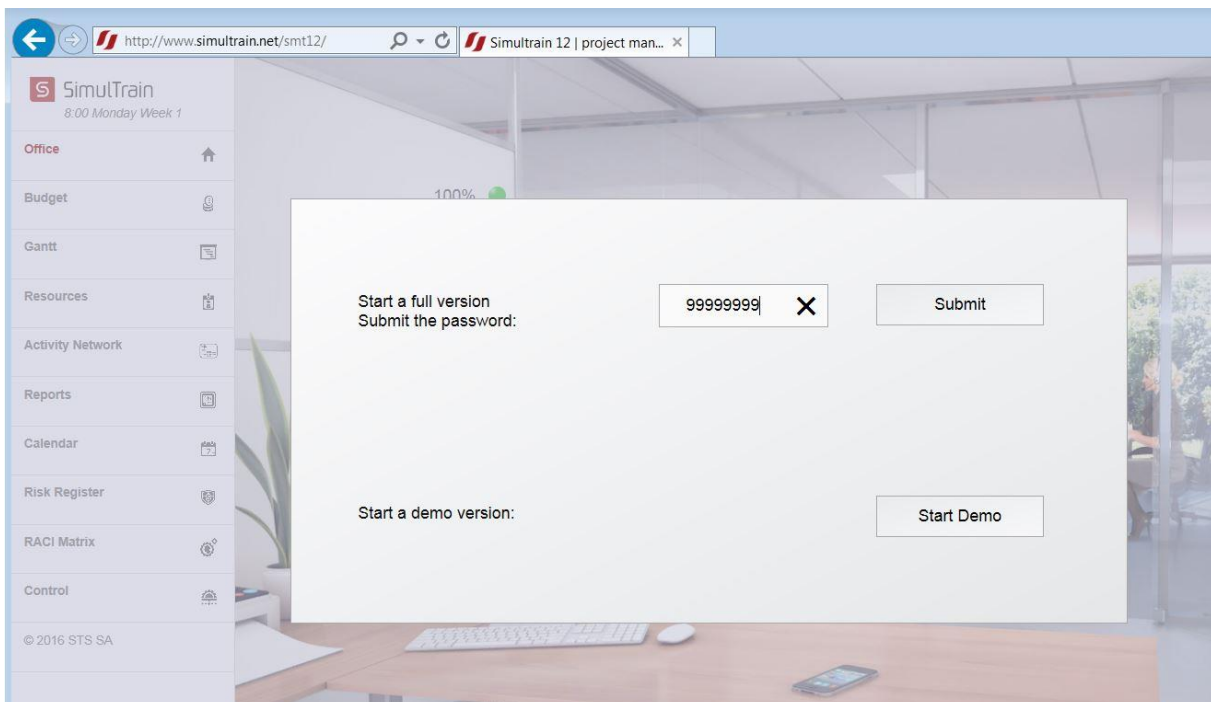 http://www.simultrain.net/smt12/
Simultrain 12 | project man...
SimulTrain
8:00 Monday Week 1
Office
Budget
Gantt
Resources
Activity Network
Reports
Calendar
Risk Register
RACI Matrix
Control
© 2016 STS SA
100%
Start a full version
Submit the password:
99999999
Submit
Start a demo version:
Start Demo